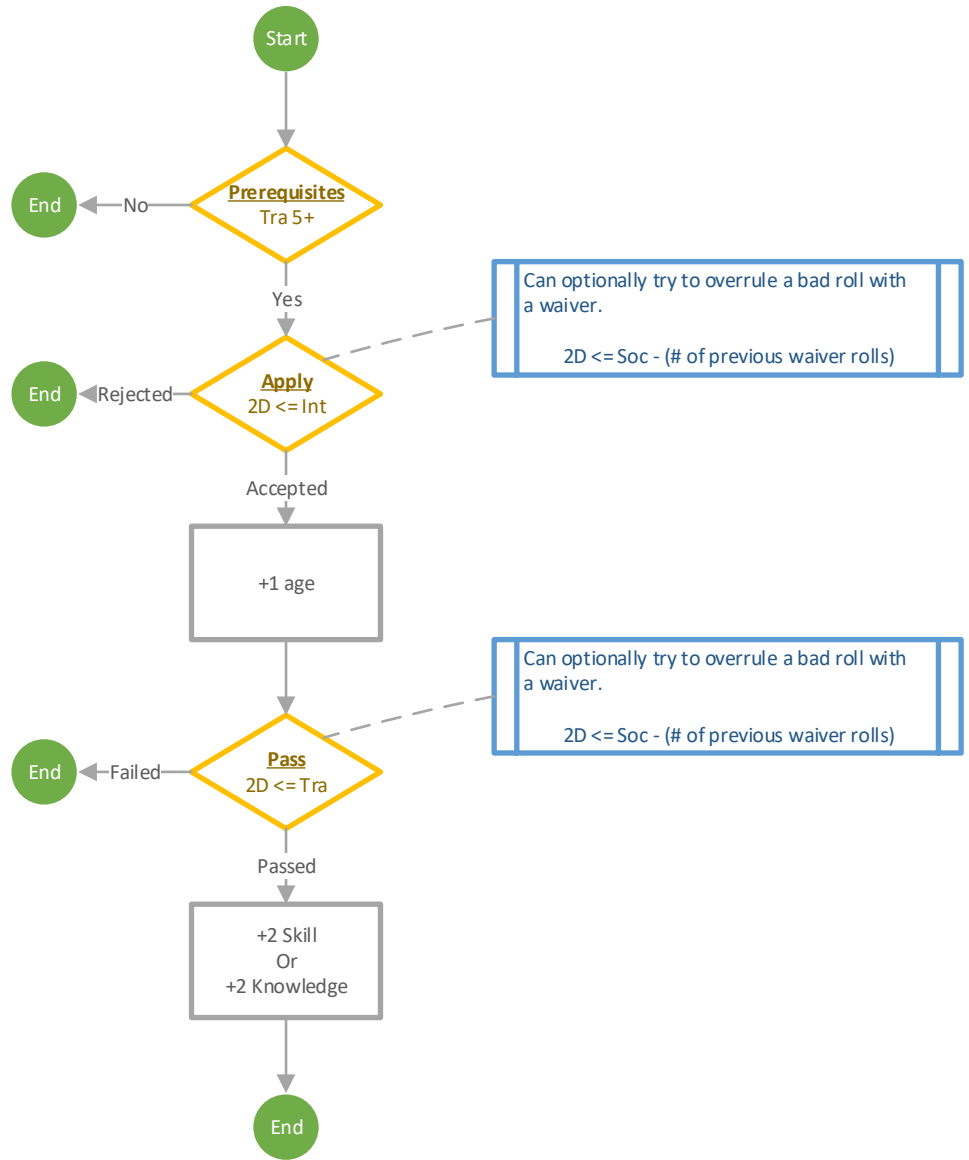 Start
Prerequisites
Tra 5+
No
End
Yes
Can optionally try to overrule a bad roll with
a waiver.
2D <= Soc - (# of previous waiver rolls)
Apply
2D <= Int
Rejected
End
Accepted
+1 age
Can optionally try to overrule a bad roll with
a waiver.
2D <= Soc - (# of previous waiver rolls)
Pass
2D <= Tra
Failed
End
Passed
+2 Skill
Or
+2 Knowledge
End